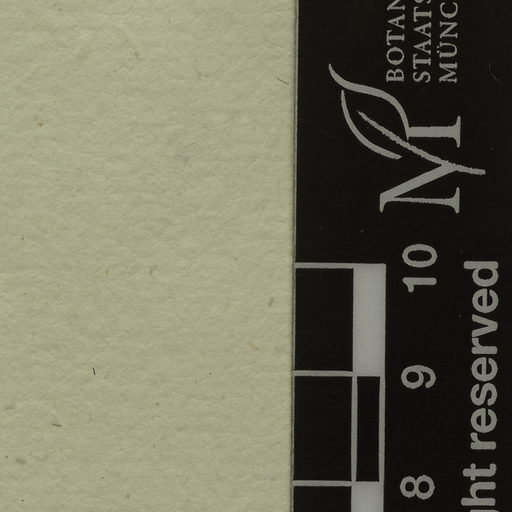 BOTAN
STAATS
MÜNC
M
10
9
8
ght reserved